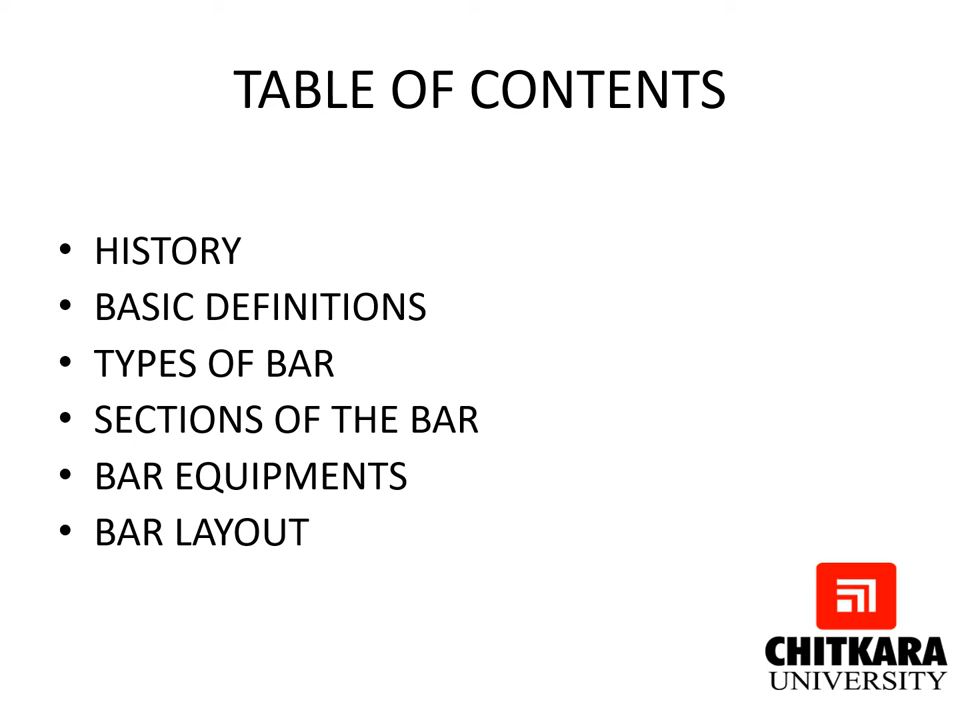 TABLE OF CONTENTS
• HISTORY
• BASIC DEFINITIONS
• TYPES OF BAR
• SECTIONS OF THE BAR
• BAR EQUIPMENTS
• BAR LAYOUT
CHITKARA
UNIVERSITY